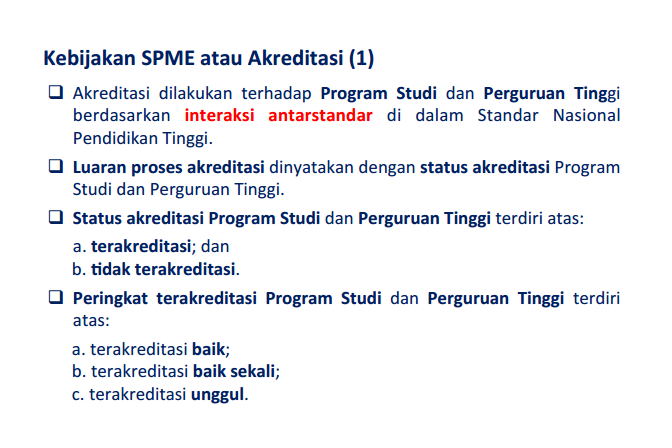 Kebijakan SPME atau Akreditasi (1)
❑ Akreditasi dilakukan terhadap Program Studi dan Perguruan Tinggi
berdasarkan interaksi antarstandar di dalam Standar Nasional
Pendidikan Tinggi.
❑ Luaran proses akreditasi dinyatakan dengan status akreditasi Program
Studi dan Perguruan Tinggi.
❑ Status akreditasi Program Studi dan Perguruan Tinggi terdiri atas:
a. terakreditasi; dan
b. tidak terakreditasi.
❑ Peringkat terakreditasi Program Studi dan Perguruan Tinggi terdiri
atas:
a. terakreditasi baik;
b. terakreditasi baik sekali;
c. terakreditasi unggul.